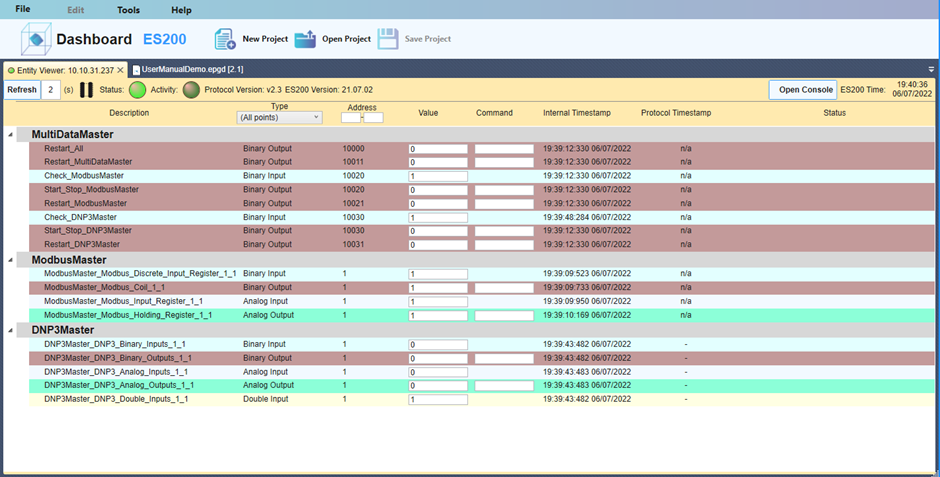 File Edit Tools Help
Dashboard ES200 New Project Open Project Save Project
Entity Viewer: 10.10.31.237 × UserManualDemo.epgd [2.1]
Refresh 2 (s) Status: Activity: Protocol Version: v2.3 ES200 Version: 21.07.02 Open Console ES200 Time: 19:40:36
06/07/2022
Description Type Address Value Command Internal Timestamp Protocol Timestamp Status
(All points) -
MultiDataMaster
Restart_All Binary Output 10000 0 19:39:12:330 06/07/2022 n/a
Restart_MultiDataMaster Binary Output 10011 0 19:39:12:330 06/07/2022 n/a
Check_ModbusMaster Binary Input 10020 1 19:39:12:330 06/07/2022 n/a
Start_Stop_ModbusMaster Binary Output 10020 0 19:39:12:330 06/07/2022 n/a
Restart_ModbusMaster Binary Output 10021 0 19:39:12:330 06/07/2022 n/a
Check_DNP3Master Binary Input 10030 1 19:39:48:284 06/07/2022 n/a
Start_Stop_DNP3Master Binary Output 10030 0 19:39:12:330 06/07/2022 n/a
Restart_DNP3Master Binary Output 10031 0 19:39:12:330 06/07/2022 n/a
ModbusMaster
ModbusMaster_Modbus_Discrete_Input_Register_1_1 Binary Input 1 1 19:39:09:523 06/07/2022 n/a
ModbusMaster_Modbus_Coil_1_1 Binary Output 1 1 19:39:09:733 06/07/2022 n/a
ModbusMaster_Modbus_Input_Register_1_1 Analog Input 1 1 19:39:09:950 06/07/2022 n/a
ModbusMaster_Modbus_Holding_Register_1_1 Analog Output 1 1 19:39:10:169 06/07/2022 n/a
DNP3Master
DNP3Master_DNP3_Binary_Inputs_1_1 Binary Input 1 0 19:39:43:482 06/07/2022 -
DNP3Master_DNP3_Binary_Outputs_1_1 Binary Output 1 0 19:39:43:482 06/07/2022 -
DNP3Master_DNP3_Analog_Inputs_1_1 Analog Input 1 0 19:39:43:483 06/07/2022 -
DNP3Master_DNP3_Analog_Outputs_1_1 Analog Output 1 0 19:39:43:483 06/07/2022 -
DNP3Master_DNP3_Double_Inputs_1_1 Double Input 1 1 19:39:43:482 06/07/2022 -